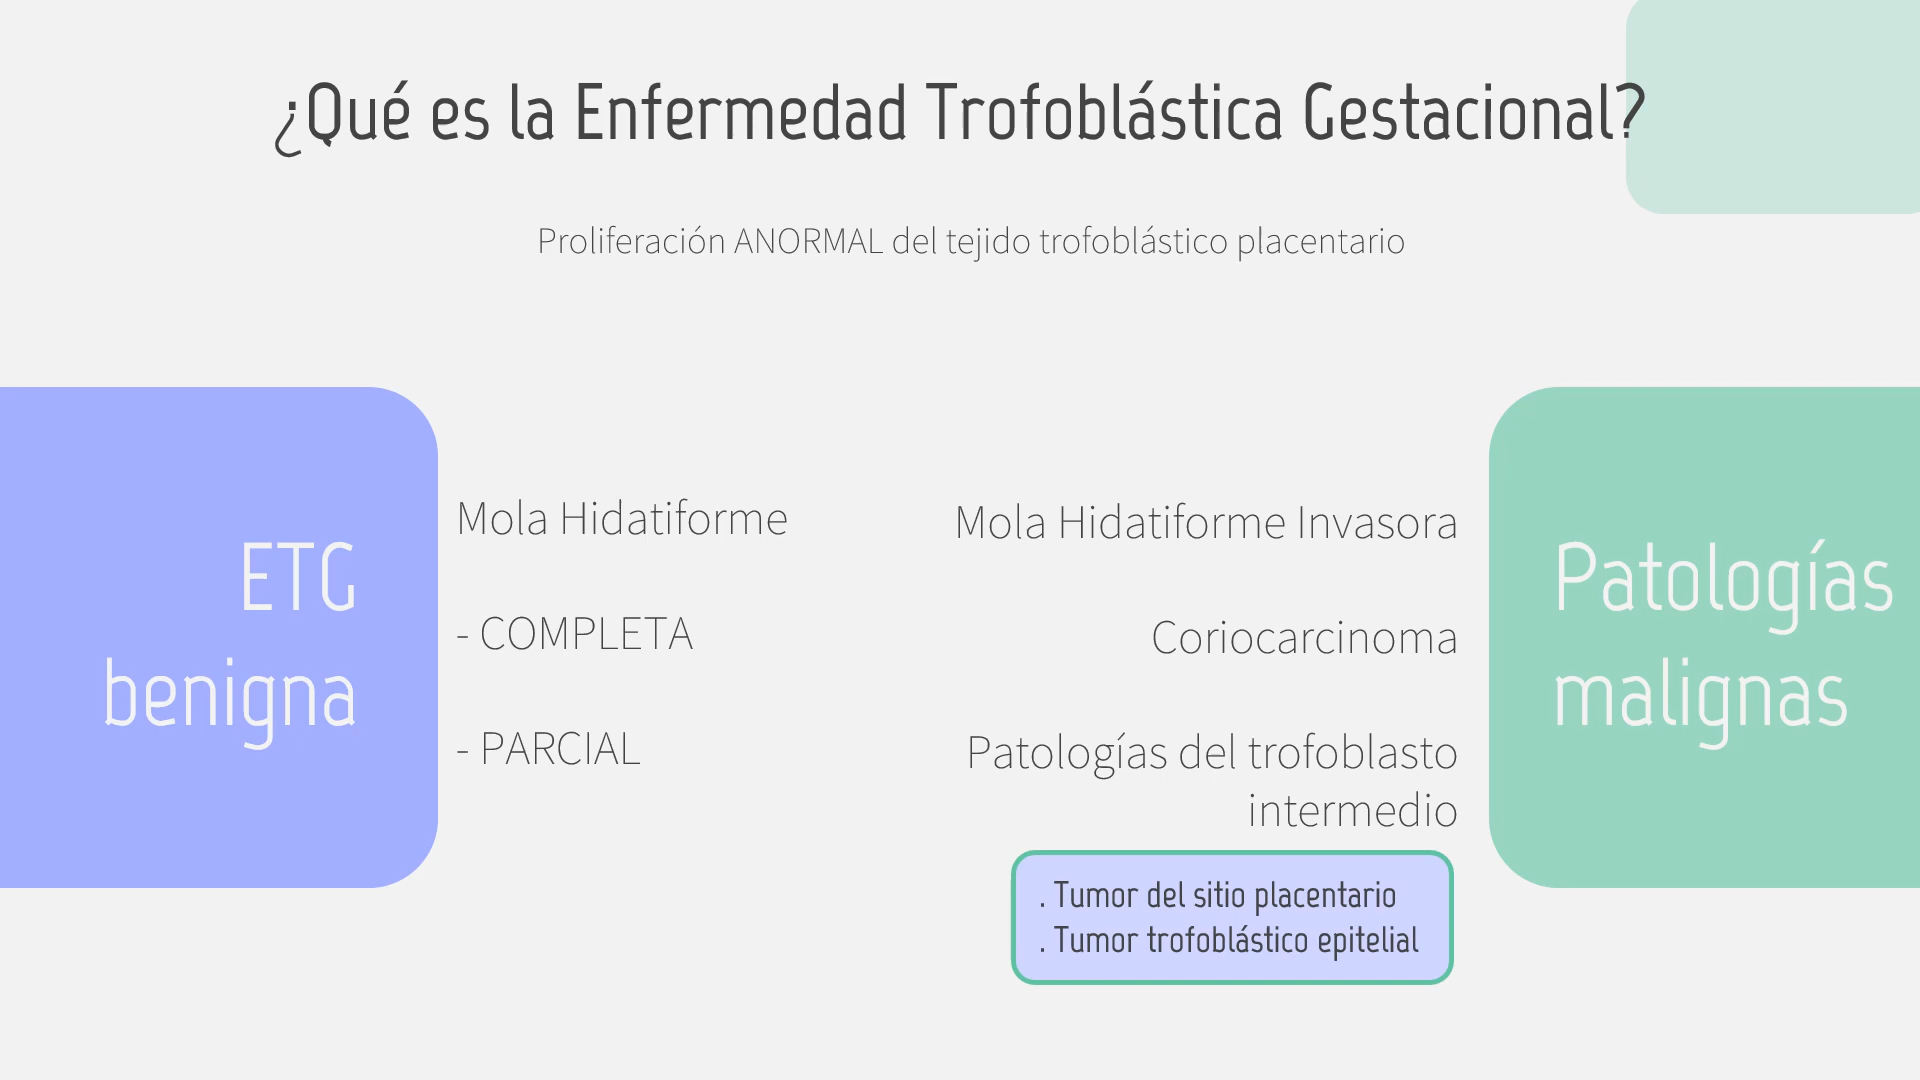 ¿Qué es la Enfermedad Trofoblástica Gestacional?
Proliferación ANORMAL del tejido trofoblástico placentario
ETG
benigna
Mola Hidatiforme
- COMPLETA
- PARCIAL
Mola Hidatiforme Invasora
Coriocarcinoma
Patologías del trofoblasto
intermedio
. Tumor del sitio placentario
. Tumor trofoblástico epitelial
Patologías
malignas